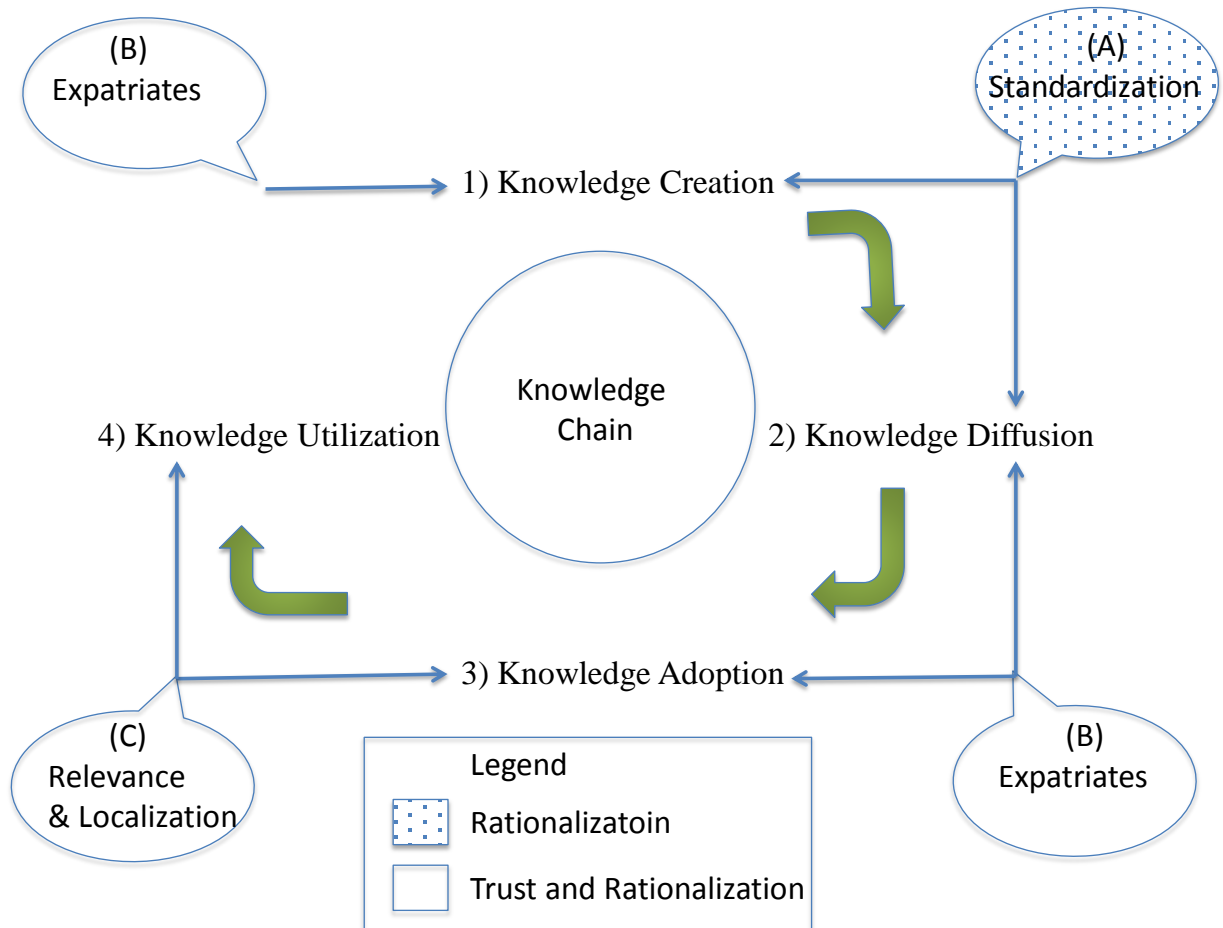 (B)
Expatriates
(A)
Standardization
1) Knowledge Creation
Knowledge
Chain
4) Knowledge Utilization
2) Knowledge Diffusion
3) Knowledge Adoption
(C)
Relevance
& Localization
(B)
Expatriates
Legend
Rationalizatoin
Trust and Rationalization